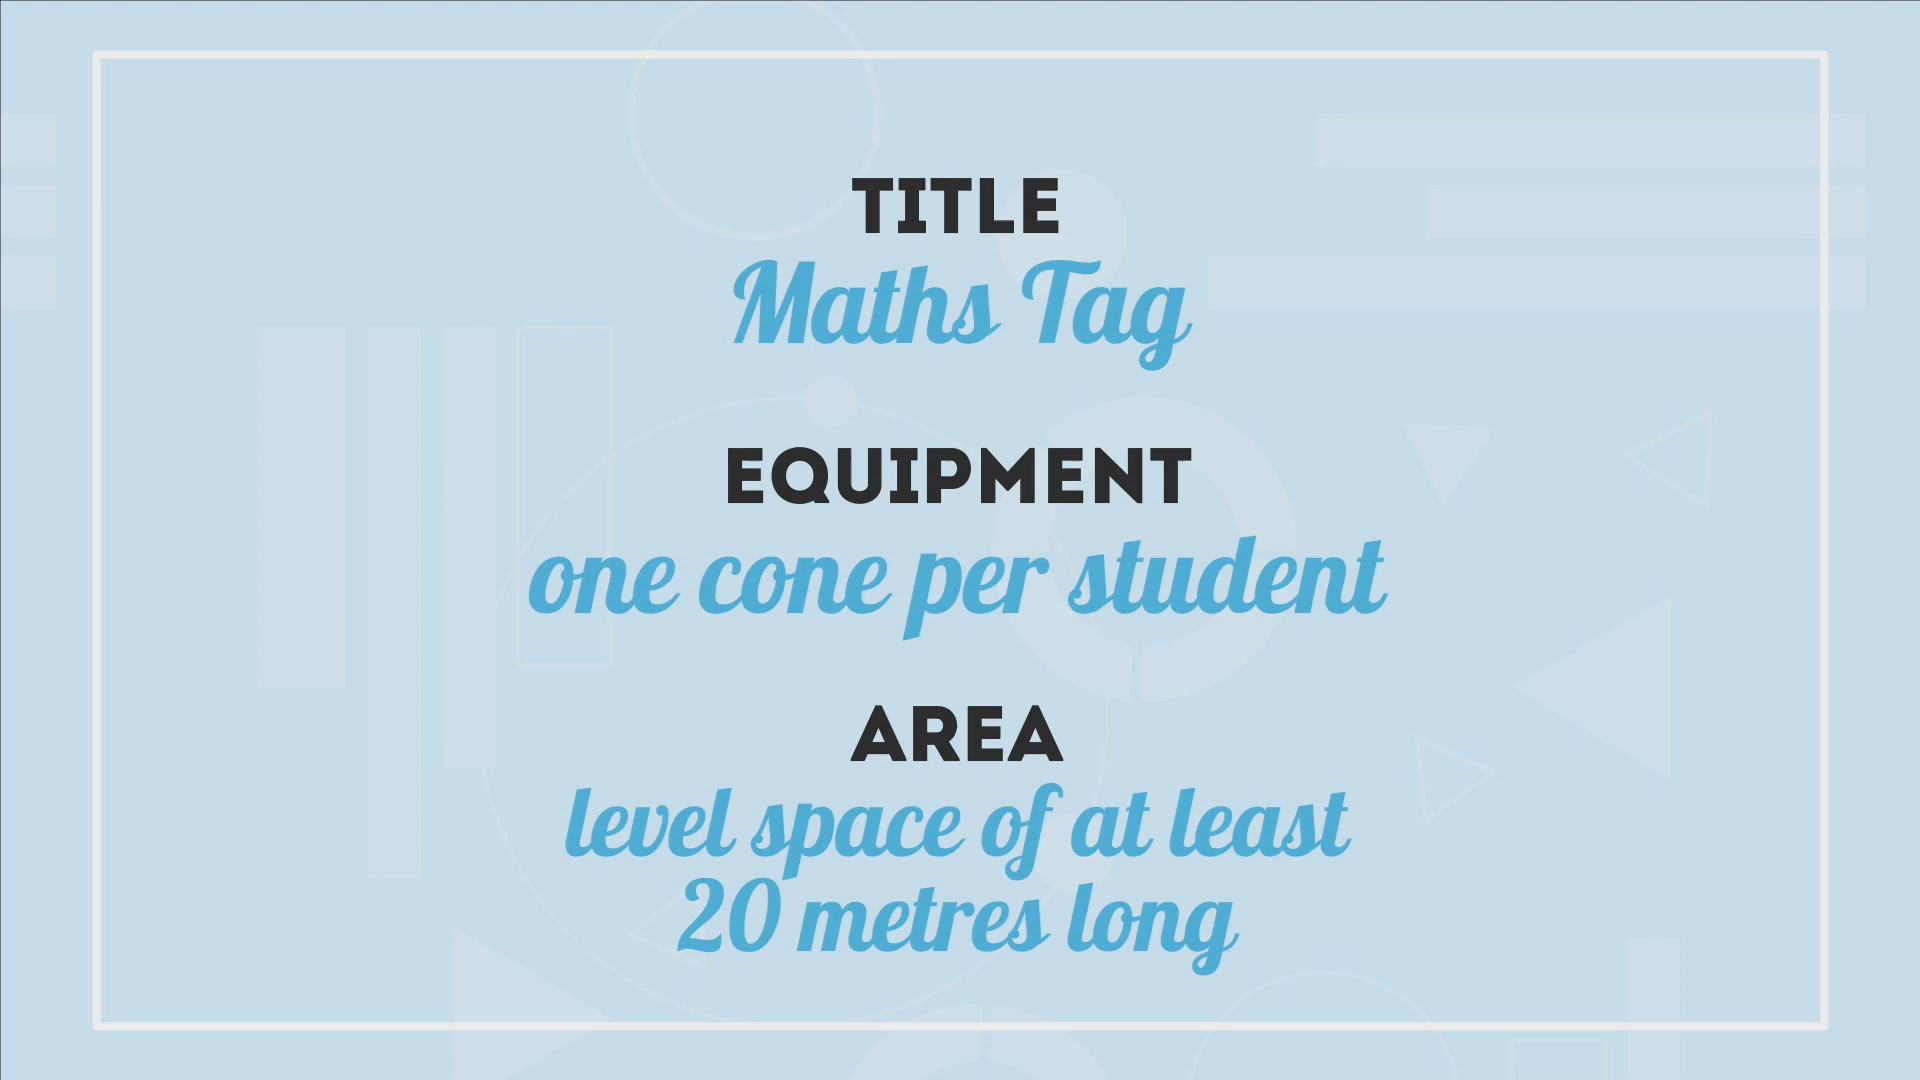 TITLE
Maths Tag
EQUIPMENT
one cone per student
AREA
level space of at least
20 metres long